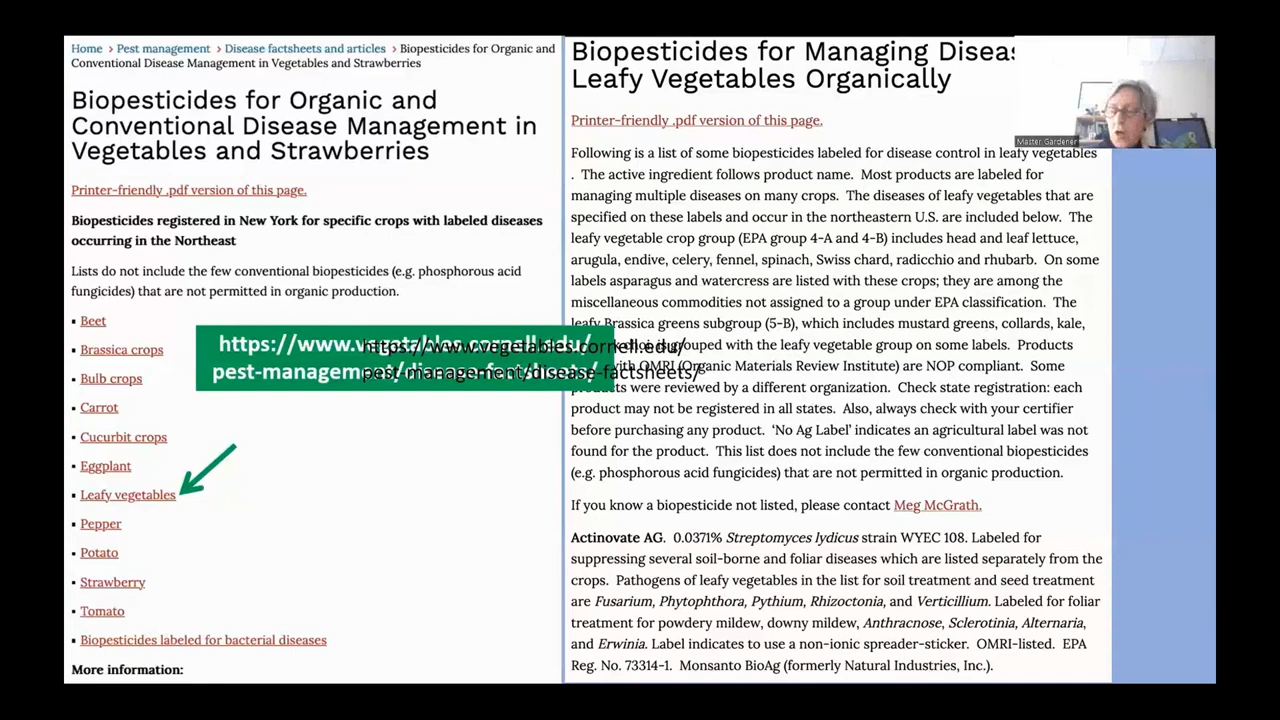 Home > Pest management > Disease factsheets and articles > Biopesticides for Organic and
Conventional Disease Management in Vegetables and Strawberries
Biopesticides for Organic and
Conventional Disease Management in
Vegetables and Strawberries
Printer-friendly .pdf version of this page.
Biopesticides registered in New York for specific crops with labeled diseases
occurring in the Northeast
Lists do not include the few conventional biopesticides (e.g. phosphorous acid
fungicides) that are not permitted in organic production.
▪ Beet
▪ Brassica crops
▪ Bulb crops
▪ Carrot
▪ Cucurbit crops
▪ Eggplant
▪ Leafy vegetables
▪ Pepper
▪ Potato
▪ Strawberry
▪ Tomato
▪ Biopesticides labeled for bacterial diseases
More information:
https://www.vegetables.cornell.edu/
pest-management/disease-factsheets/
https://www.vegetables.cornell.edu/
pest-management/disease-factsheets/
Biopesticides for Managing Diseas
Leafy Vegetables Organically
Printer-friendly .pdf version of this page.
Following is a list of some biopesticides labeled for disease control in leafy vegetables
. The active ingredient follows product name. Most products are labeled for
managing multiple diseases on many crops. The diseases of leafy vegetables that are
specified on these labels and occur in the northeastern U.S. are included below. The
leafy vegetable crop group (EPA group 4-A and 4-B) includes head and leaf lettuce,
arugula, endive, celery, fennel, spinach, Swiss chard, radicchio and rhubarb. On some
labels asparagus and watercress are listed with these crops; they are among the
miscellaneous commodities not assigned to a group under EPA classification. The
leafy Brassica greens subgroup (5-B), which includes mustard greens, collards, kale,
grouped with the leafy vegetable group on some labels. Products
with OMRI (Organic Materials Review Institute) are NOP compliant. Some
were reviewed by a different organization. Check state registration: each
product may not be registered in all states. Also, always check with your certifier
before purchasing any product. 'No Ag Label' indicates an agricultural label was not
found for the product. This list does not include the few conventional biopesticides
(e.g. phosphorous acid fungicides) that are not permitted in organic production.
If you know a biopesticide not listed, please contact Meg McGrath.
Actinovate AG. 0.0371% Streptomyces lydicus strain WYEC 108. Labeled for
suppressing several soil-borne and foliar diseases which are listed separately from the
crops. Pathogens of leafy vegetables in the list for soil treatment and seed treatment
are Fusarium, Phytophthora, Pythium, Rhizoctonia, and Verticillium. Labeled for foliar
treatment for powdery mildew, downy mildew, Anthracnose, Sclerotinia, Alternaria,
and Erwinia. Label indicates to use a non-ionic spreader-sticker. OMRI-listed. EPA
Reg. No. 73314-1. Monsanto BioAg (formerly Natural Industries, Inc.).
Master Gardener